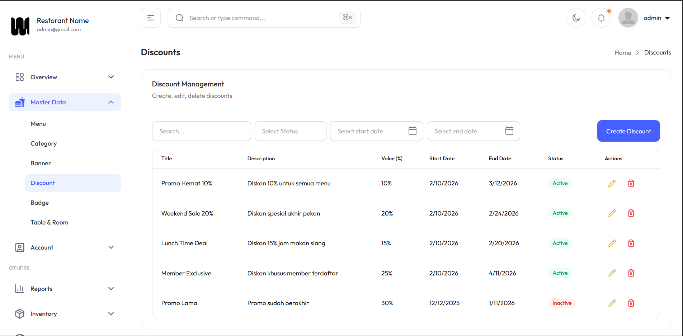 Restorant Name
admin@gmail.com
Search or type command...
⌘K
admin
MENU
Overview
Master Data
Menu
Category
Banner
Discount
Badge
Table & Room
Account
OTHERS
Reports
Inventory
Discounts
Home > Discounts
Discount Management
Create, edit, delete discounts
Search... Select Status Select start date Select end date Create Discount
Title Description Value (%) Start Date End Date Status Actions
Promo Hemat 10% Diskon 10% untuk semua menu 10% 2/10/2026 3/12/2026 Active
Weekend Sale 20% Diskon spesial akhir pekan 20% 2/10/2026 2/24/2026 Active
Lunch Time Deal Diskon 15% jam makan siang 15% 2/10/2026 2/20/2026 Active
Member Exclusive Diskon khusus member terdaftar 25% 2/10/2026 4/11/2026 Active
Promo Lama Promo sudah berakhir 30% 12/12/2025 1/11/2026 Inactive